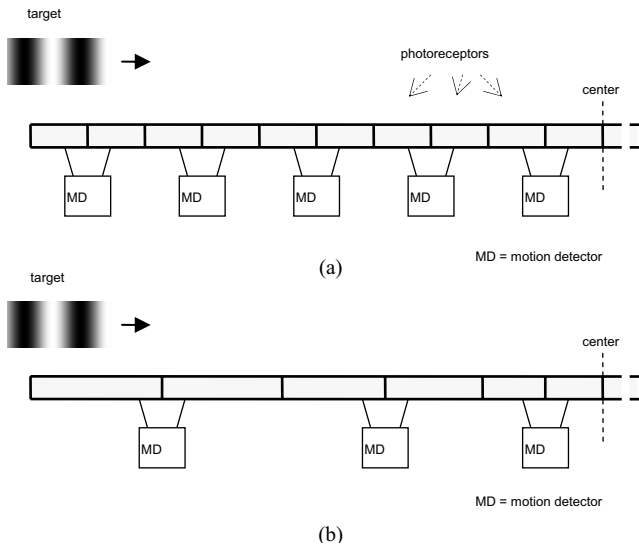 target
photoreceptors
center
MD MD MD MD MD
MD = motion detector
(a)
target
center
MD MD MD
MD = motion detector
(b)